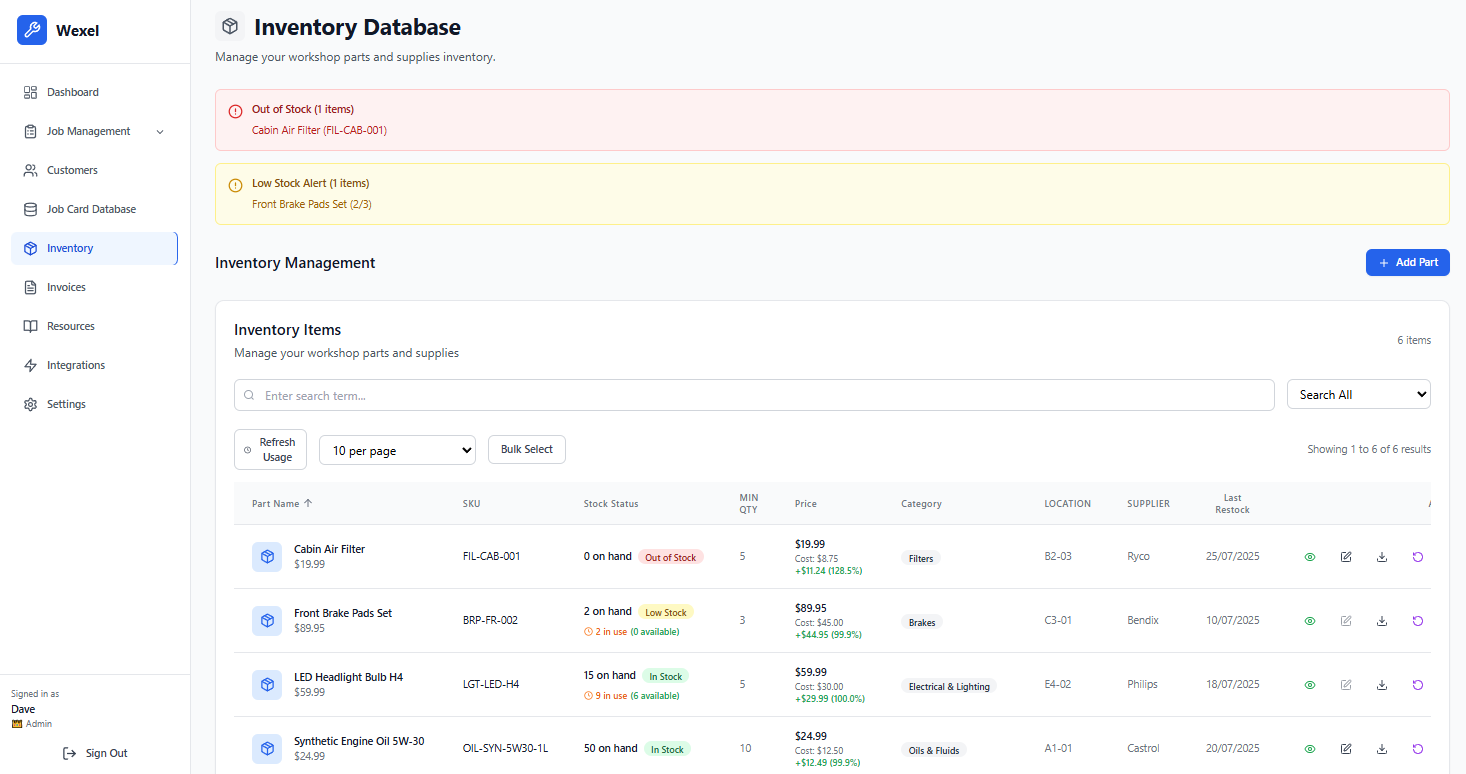 Wexel
Dashboard
Job Management
Customers
Job Card Database
Inventory
Invoices
Resources
Integrations
Settings
Signed in as
Dave
Admin
Sign Out
Inventory Database
Manage your workshop parts and supplies inventory.
Out of Stock (1 items)
Cabin Air Filter (FIL-CAB-001)
Low Stock Alert (1 items)
Front Brake Pads Set (2/3)
Inventory Management
Add Part
Inventory Items
Manage your workshop parts and supplies
6 items
Enter search term...
Search All
Refresh
Usage
10 per page
Bulk Select
Showing 1 to 6 of 6 results
Part Name SKU Stock Status MIN QTY Price Category LOCATION SUPPLIER Last Restock
Cabin Air Filter
$19.99
FIL-CAB-001
0 on hand Out of Stock
5
$19.99
Cost: $8.75
+$11.24 (128.5%)
Filters
B2-03
Ryco
25/07/2025
Front Brake Pads Set
$89.95
BRP-FR-002
2 on hand Low Stock
2 in use (0 available)
3
$89.95
Cost: $45.00
+$44.95 (99.9%)
Brakes
C3-01
Bendix
10/07/2025
LED Headlight Bulb H4
$59.99
LGT-LED-H4
15 on hand In Stock
9 in use (6 available)
5
$59.99
Cost: $30.00
+$29.99 (100.0%)
Electrical & Lighting
E4-02
Philips
18/07/2025
Synthetic Engine Oil 5W-30
$24.99
OIL-SYN-5W30-1L
50 on hand In Stock
10
$24.99
Cost: $12.50
+$12.49 (99.9%)
Oils & Fluids
A1-01
Castrol
20/07/2025